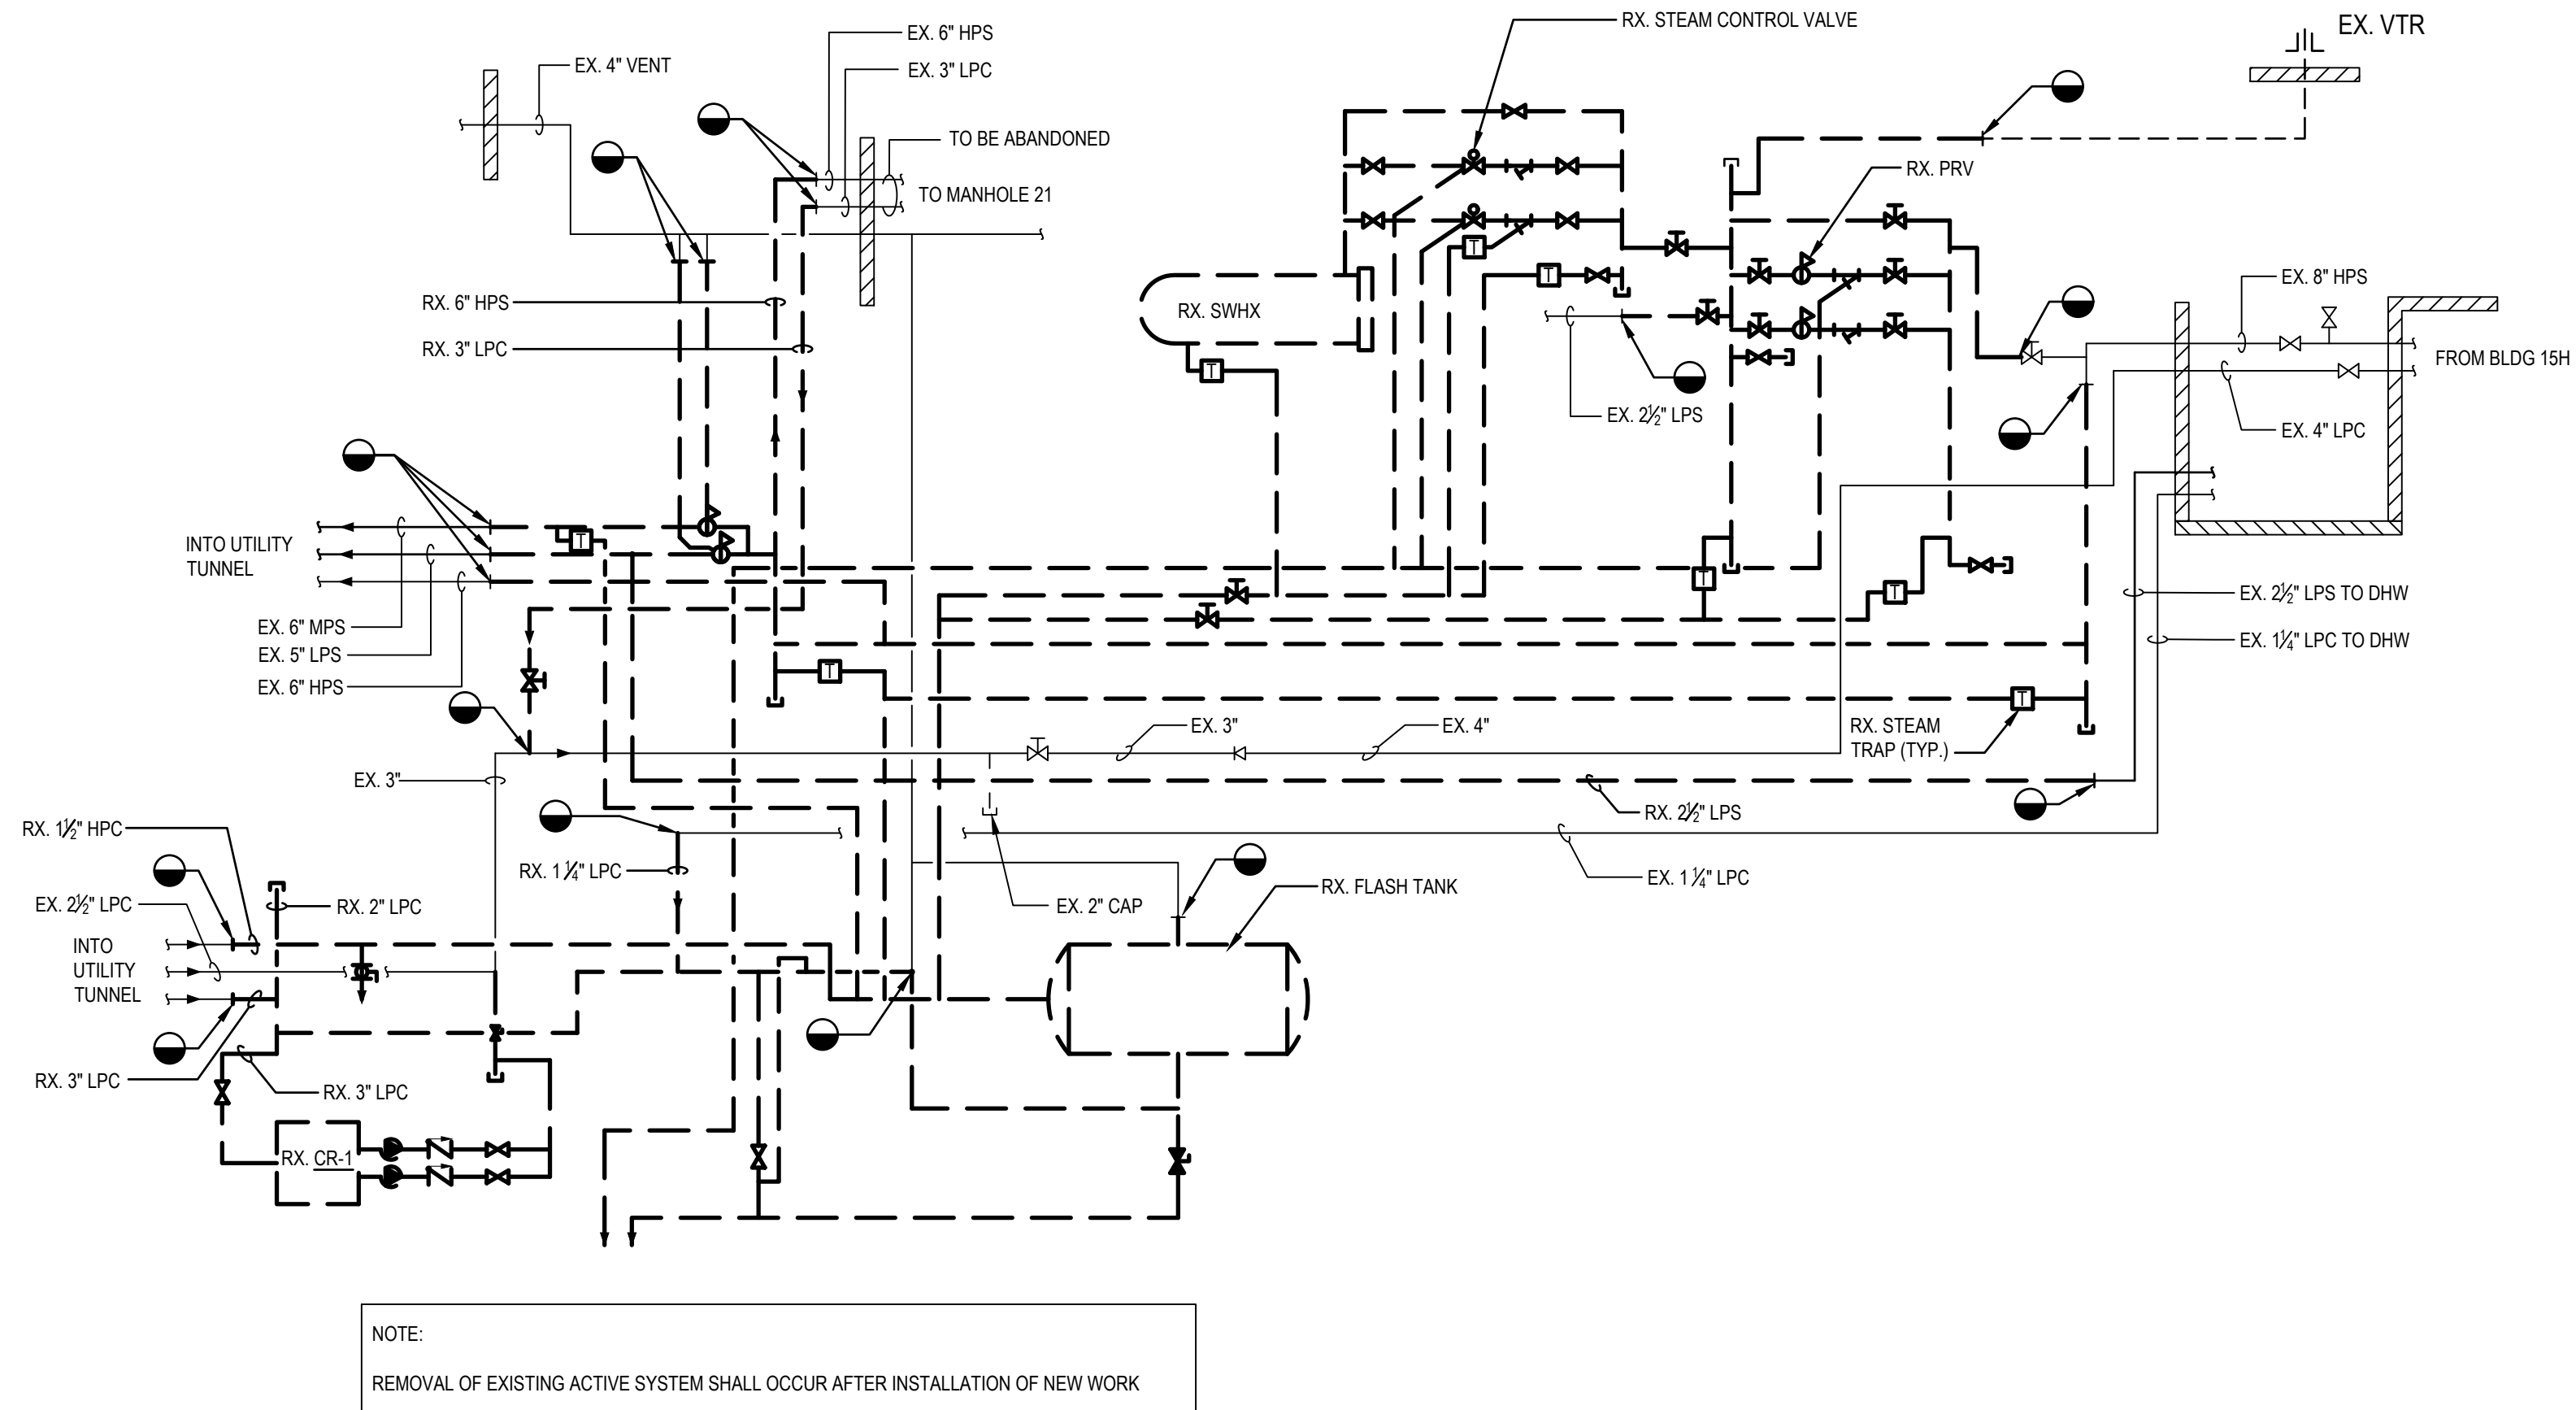 EX. VTR
RX. STEAM CONTROL VALVE
EX. 6" HPS
EX. 4" VENT
EX. 3" LPC
TO BE ABANDONED
TO MANHOLE 21
RX. PRV
RX. 6" HPS
RX. SWHX
EX. 8" HPS
RX. 3" LPC
FROM BLDG 15H
EX. 2½" LPS
EX. 4" LPC
T
T
T
INTO UTILITY
TUNNEL
T
T
T
EX. 2½" LPS TO DHW
EX. 6" MPS
EX. 5" LPS
EX. 6" HPS
EX. 1¼" LPC TO DHW
T
T
RX. STEAM
TRAP (TYP.)
EX. 3"
EX. 4"
EX. 3"
RX. 2½" LPS
RX. 1½" HPC
RX. 1 ¼" LPC
EX. 1 ¼" LPC
RX. FLASH TANK
EX. 2½" LPC
RX. 2" LPC
EX. 2" CAP
INTO
UTILITY
TUNNEL
RX. 3" LPC
RX. 3" LPC
RX. CR-1
NOTE:
REMOVAL OF EXISTING ACTIVE SYSTEM SHALL OCCUR AFTER INSTALLATION OF NEW WORK